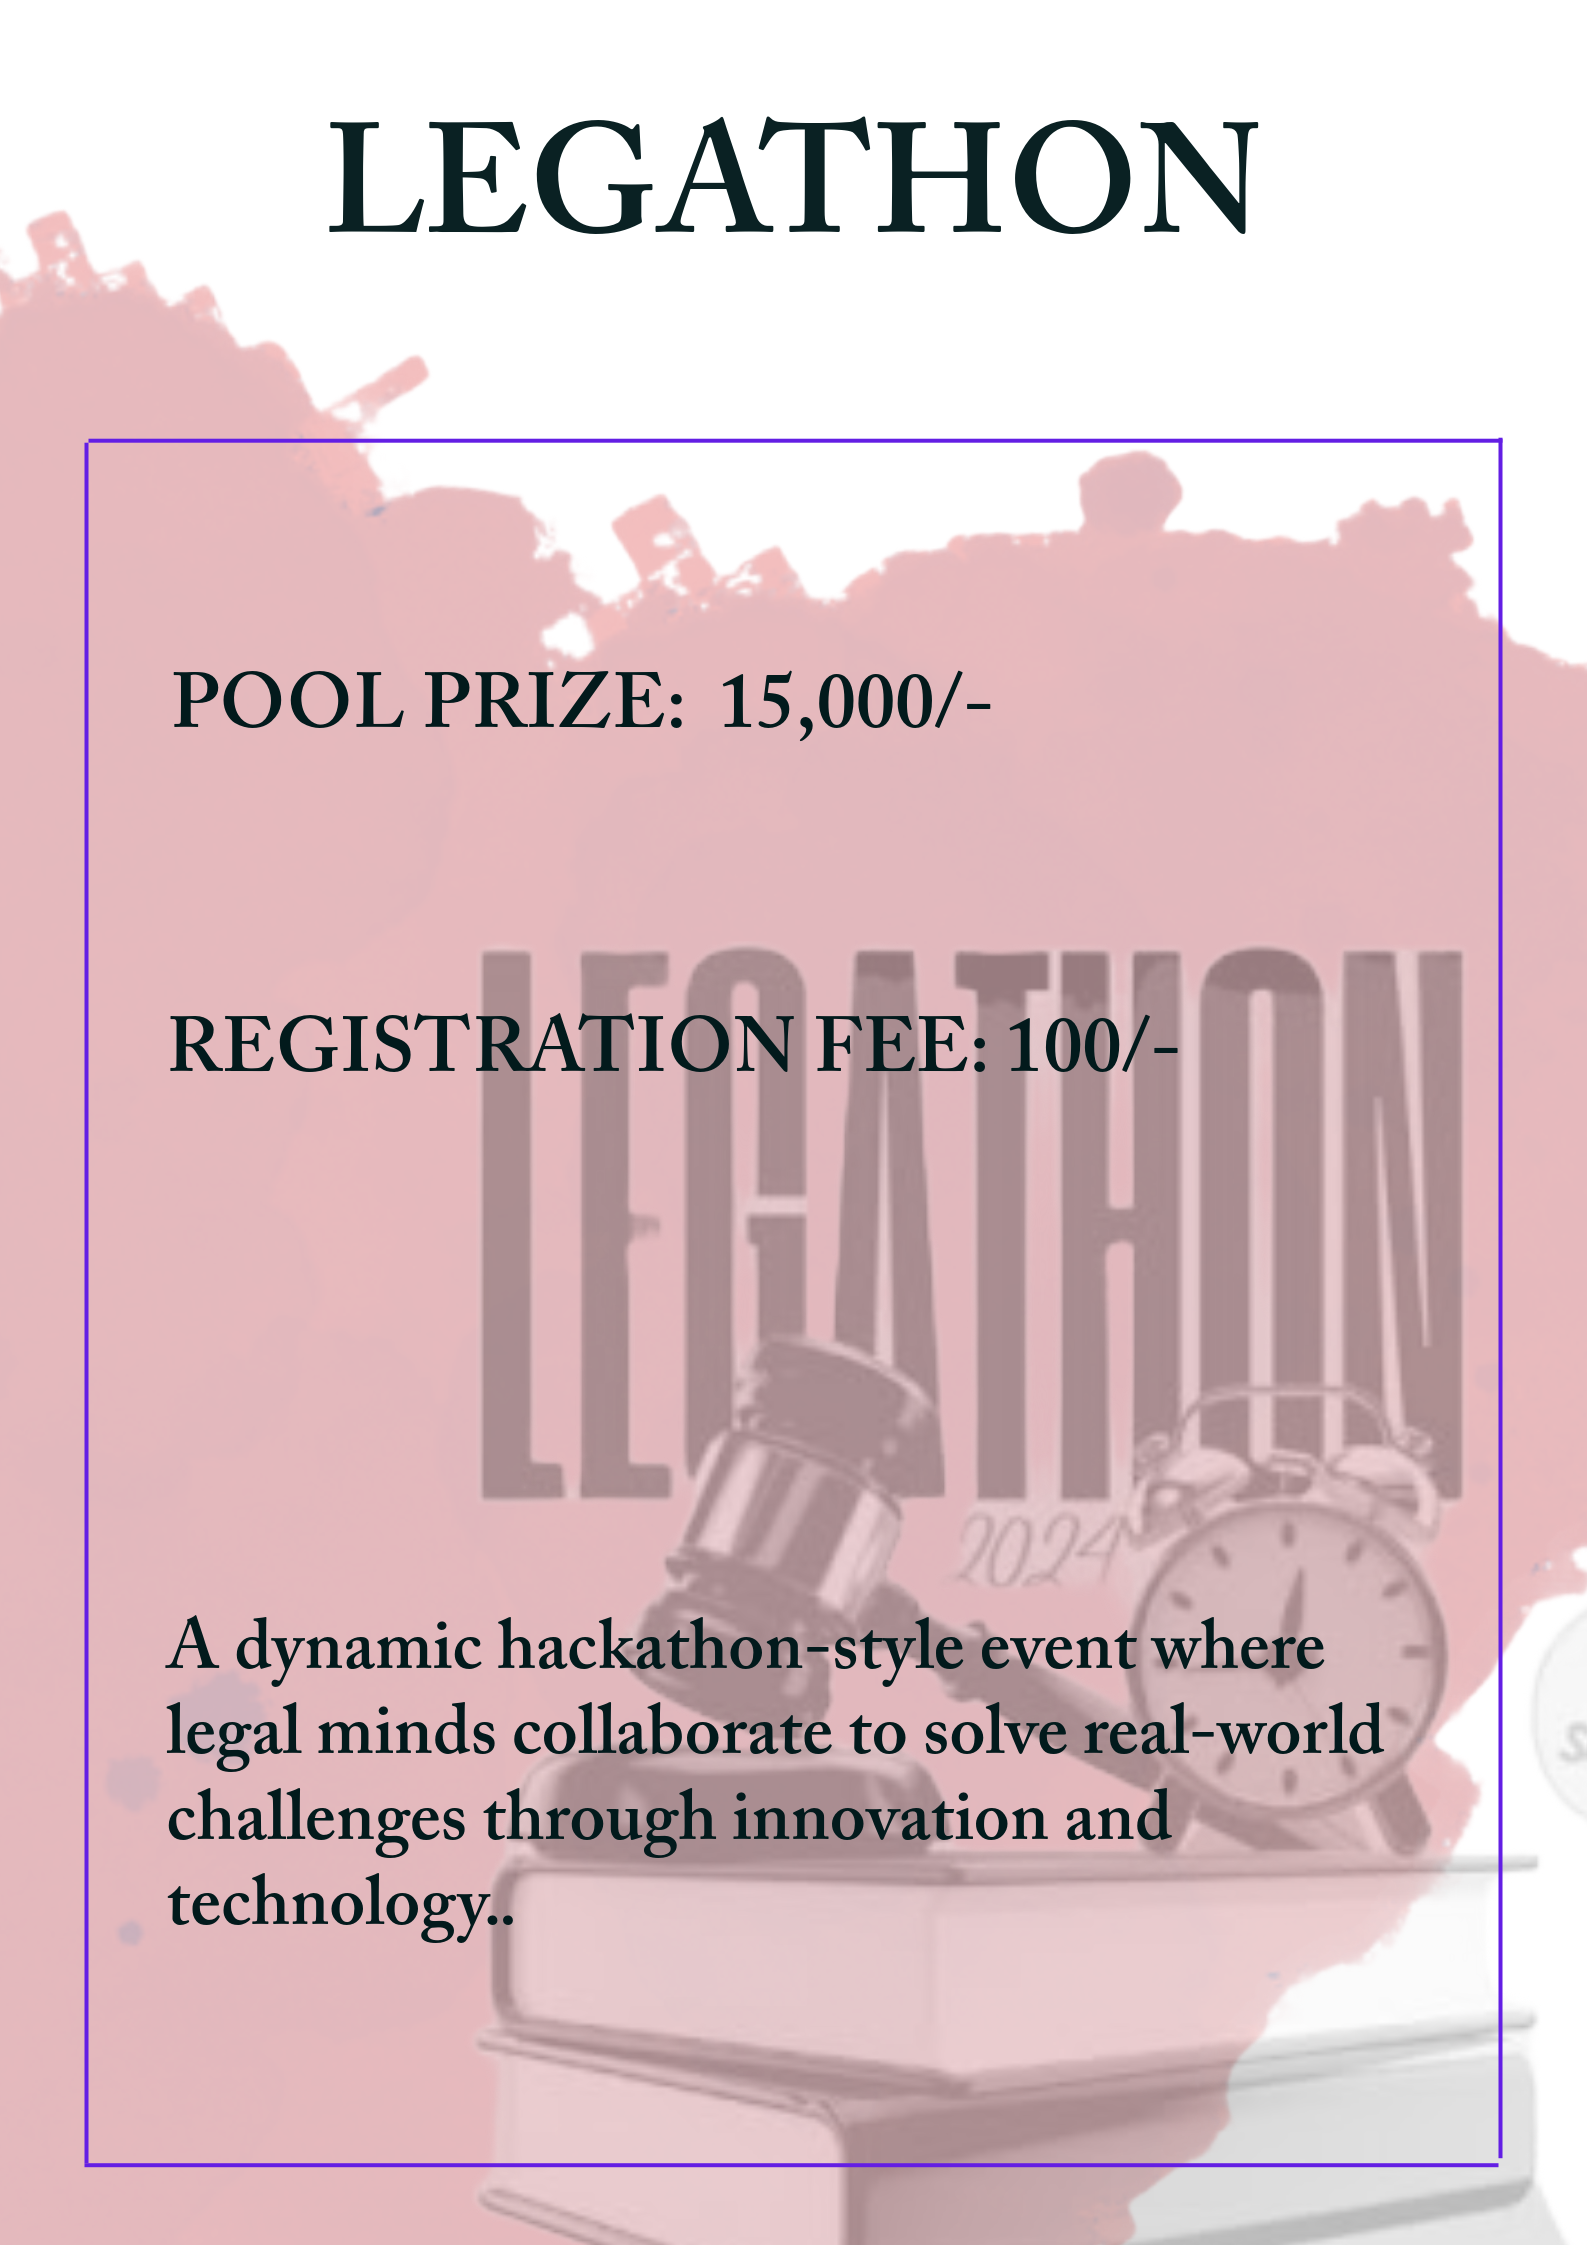 LEGATHON
POOL PRIZE: 15,000/-
LEGATHON
REGISTRATION FEE: 100/-
2024
A dynamic hackathon-style event where
legal minds collaborate to solve real-world
challenges through innovation and
technology..